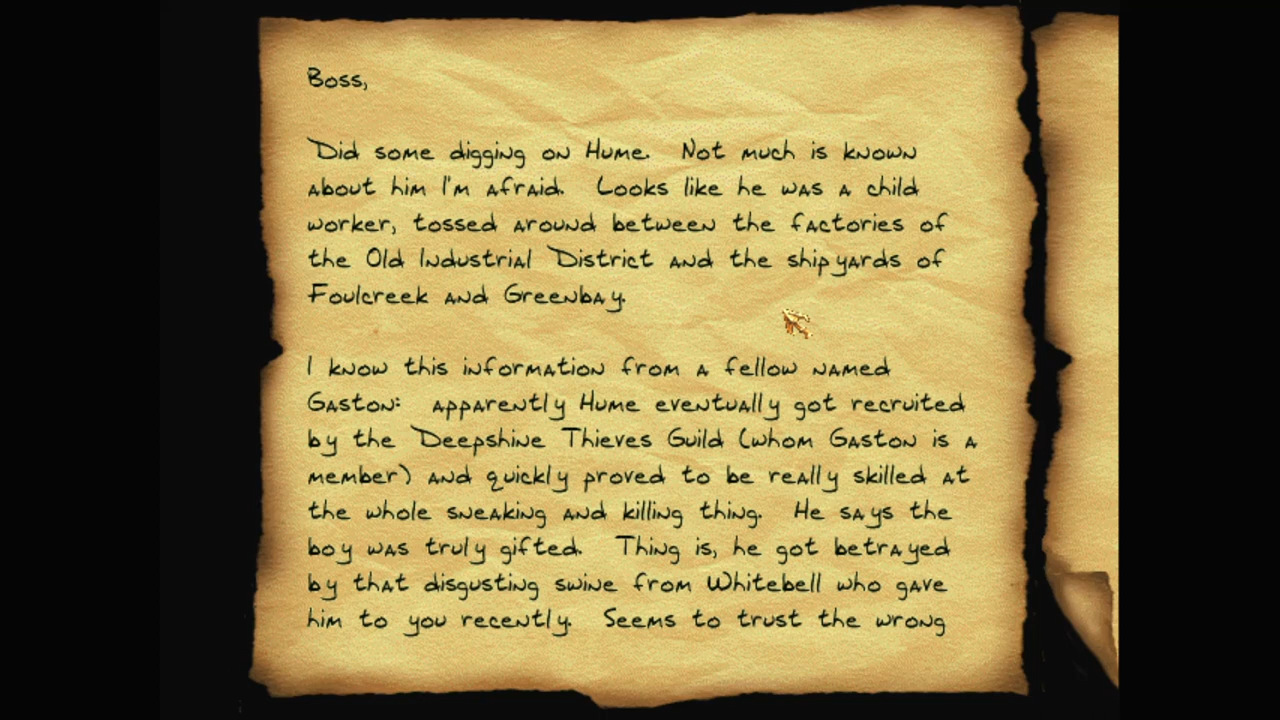 Boss,
Did some digging on Hume. Not much is known
about him I'm afraid. Looks like he was a child
worker, tossed around between the factories of
the Old Industrial District and the shipyards of
Foulcreek and Greenbay.
I know this information from a fellow named
Gaston: apparently Hume eventually got recruited
by the Deepshine Thieves Guild (whom Gaston is a
member) and quickly proved to be really skilled at
the whole sneaking and killing thing. He says the
boy was truly gifted. Thing is, he got betrayed
by that disgusting swine from Whitebell who gave
him to you recently. Seems to trust the wrong